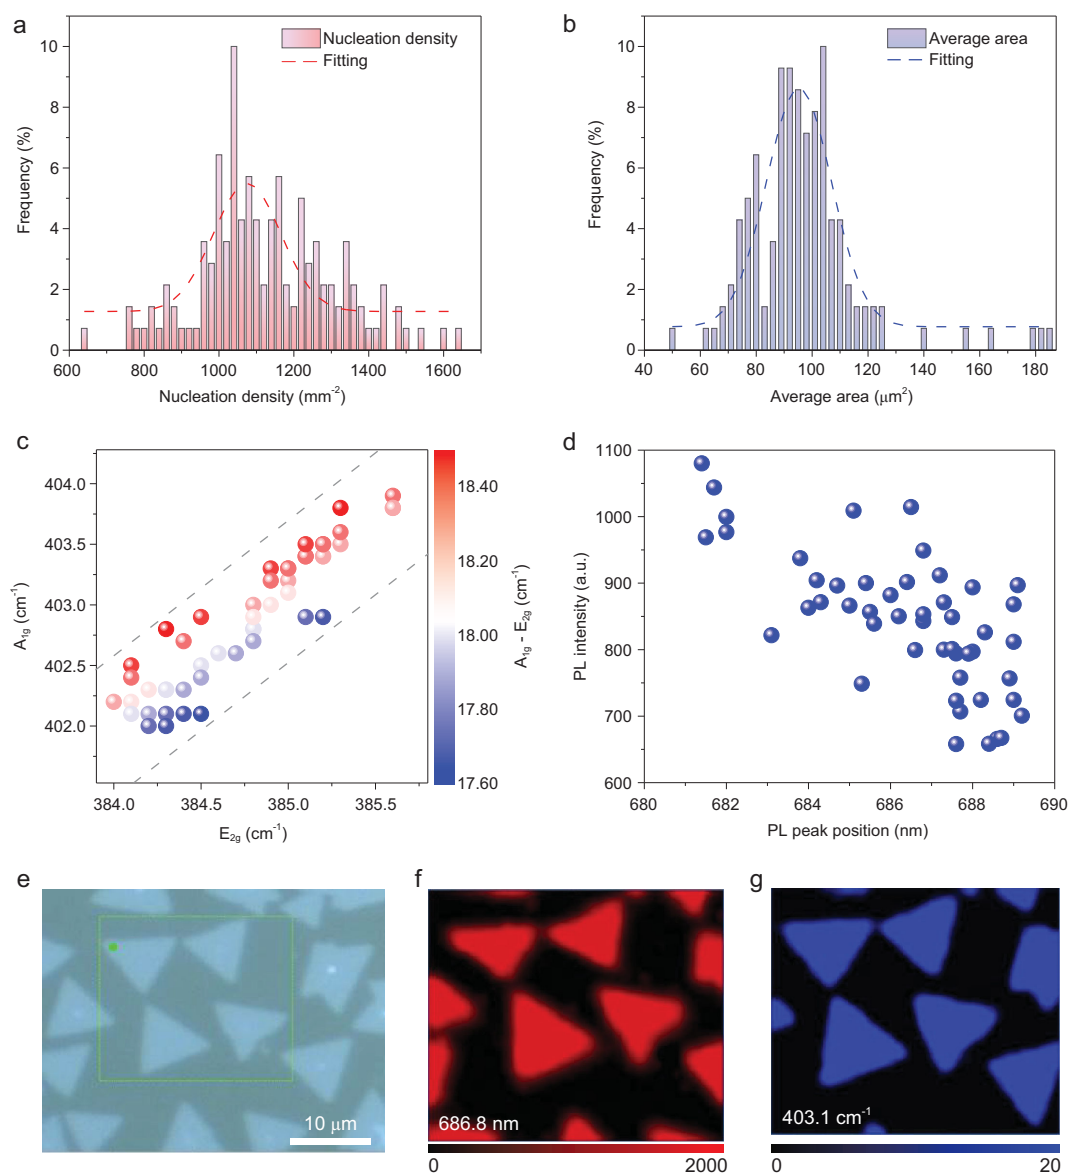 a
Nucleation density
Fitting
10
8
6
4
2
0
Frequency (%)
600 800 1000 1200 1400 1600
Nucleation density (mm-2)
b
Average area
Fitting
10
8
6
4
2
0
Frequency (%)
40 60 80 100 120 140 160 180
Average area (μm2)
c
404.0
403.5
403.0
402.5
402.0
A1g (cm-1)
384.0 384.5 385.0 385.5
E2g (cm-1)
18.40
18.20
18.00
17.80
17.60
A1g - E2g (cm-1)
d
1100
1000
900
800
700
600
PL intensity (a.u.)
680 682 684 686 688 690
PL peak position (nm)
e
10 μm
f
686.8 nm
0 2000
g
403.1 cm-1
0 20